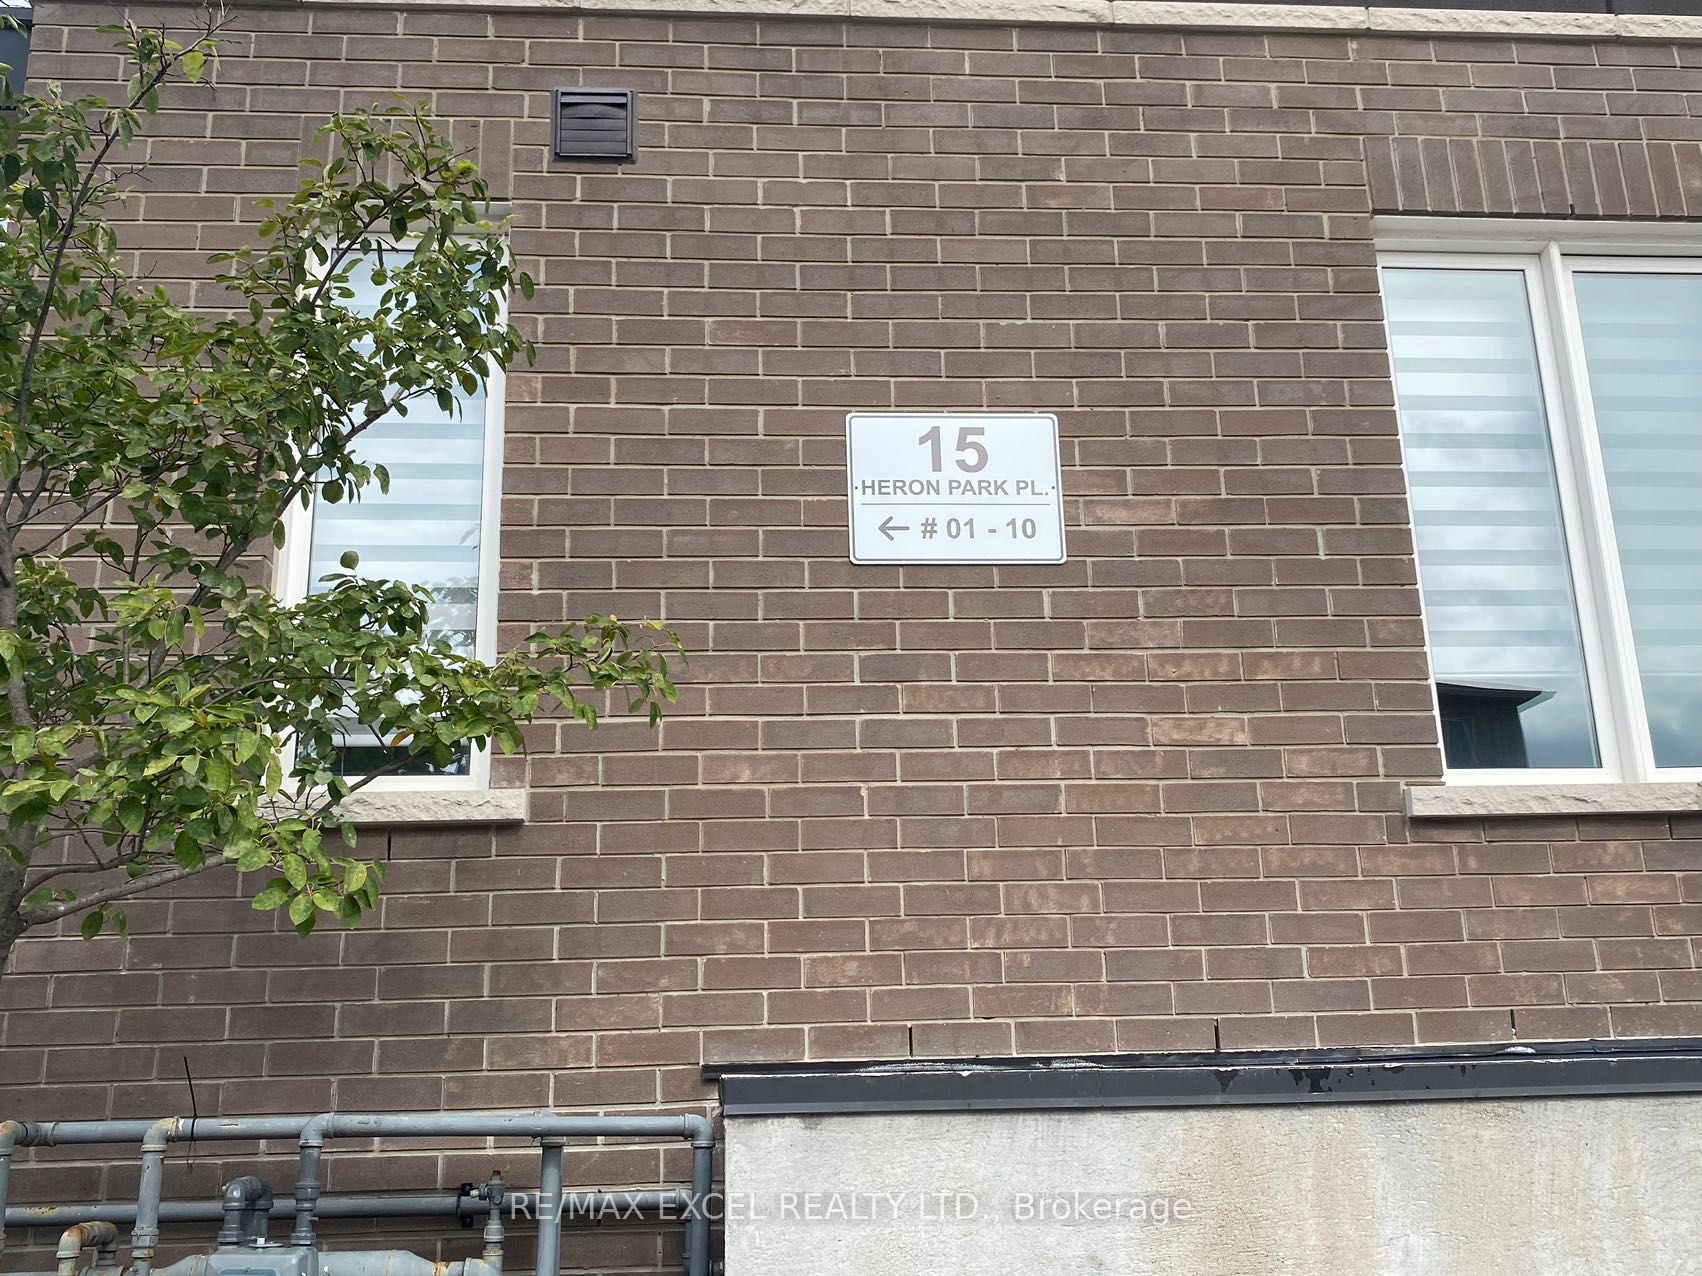 15
HERON PARK PL.
← # 01 - 10
RE/MAX EXCEL REALTY LTD., Brokerage